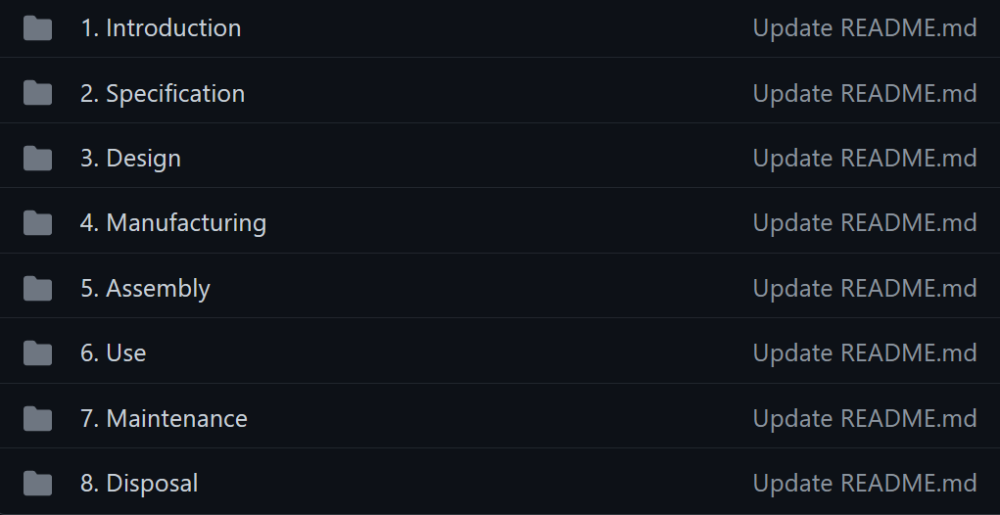 1. Introduction Update README.md
2. Specification Update README.md
3. Design Update README.md
4. Manufacturing Update README.md
5. Assembly Update README.md
6. Use Update README.md
7. Maintenance Update README.md
8. Disposal Update README.md